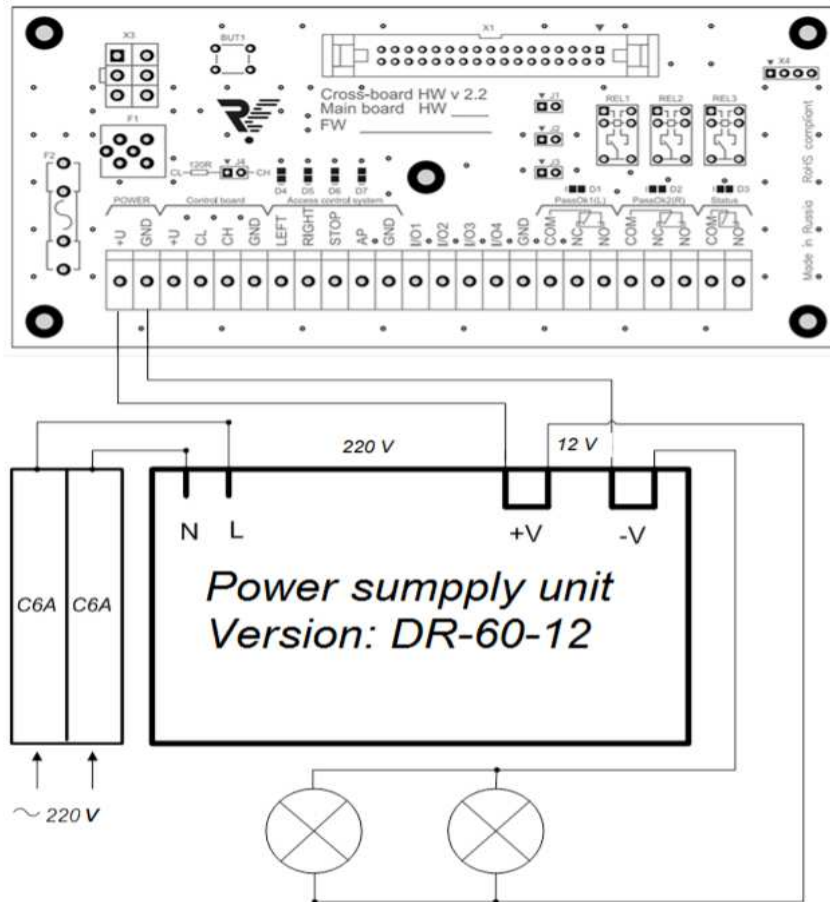 X3
BUT1
X1
X4
Cross-board HW v 2.2
Main board HW ____
FW ____
J1
J2
J3
REL1 REL2 REL3
F1
F2
CL 120R J4 CH
D4 D5 D6 D7
I D1 I D2 I D3
POWER Control board Access control system PassOk1(L) PassOk2(R) Status
+U GND +U CL CH GND LEFT RIGHT STOP AP GND I/O1 I/O2 I/O3 I/O4 GND COM NC NO COM NC NO COM NO
Made in Russia RoHS compliant
220 V 12 V
N L +V -V
C6A C6A
Power sumpply unit
Version: DR-60-12
~ 220 V